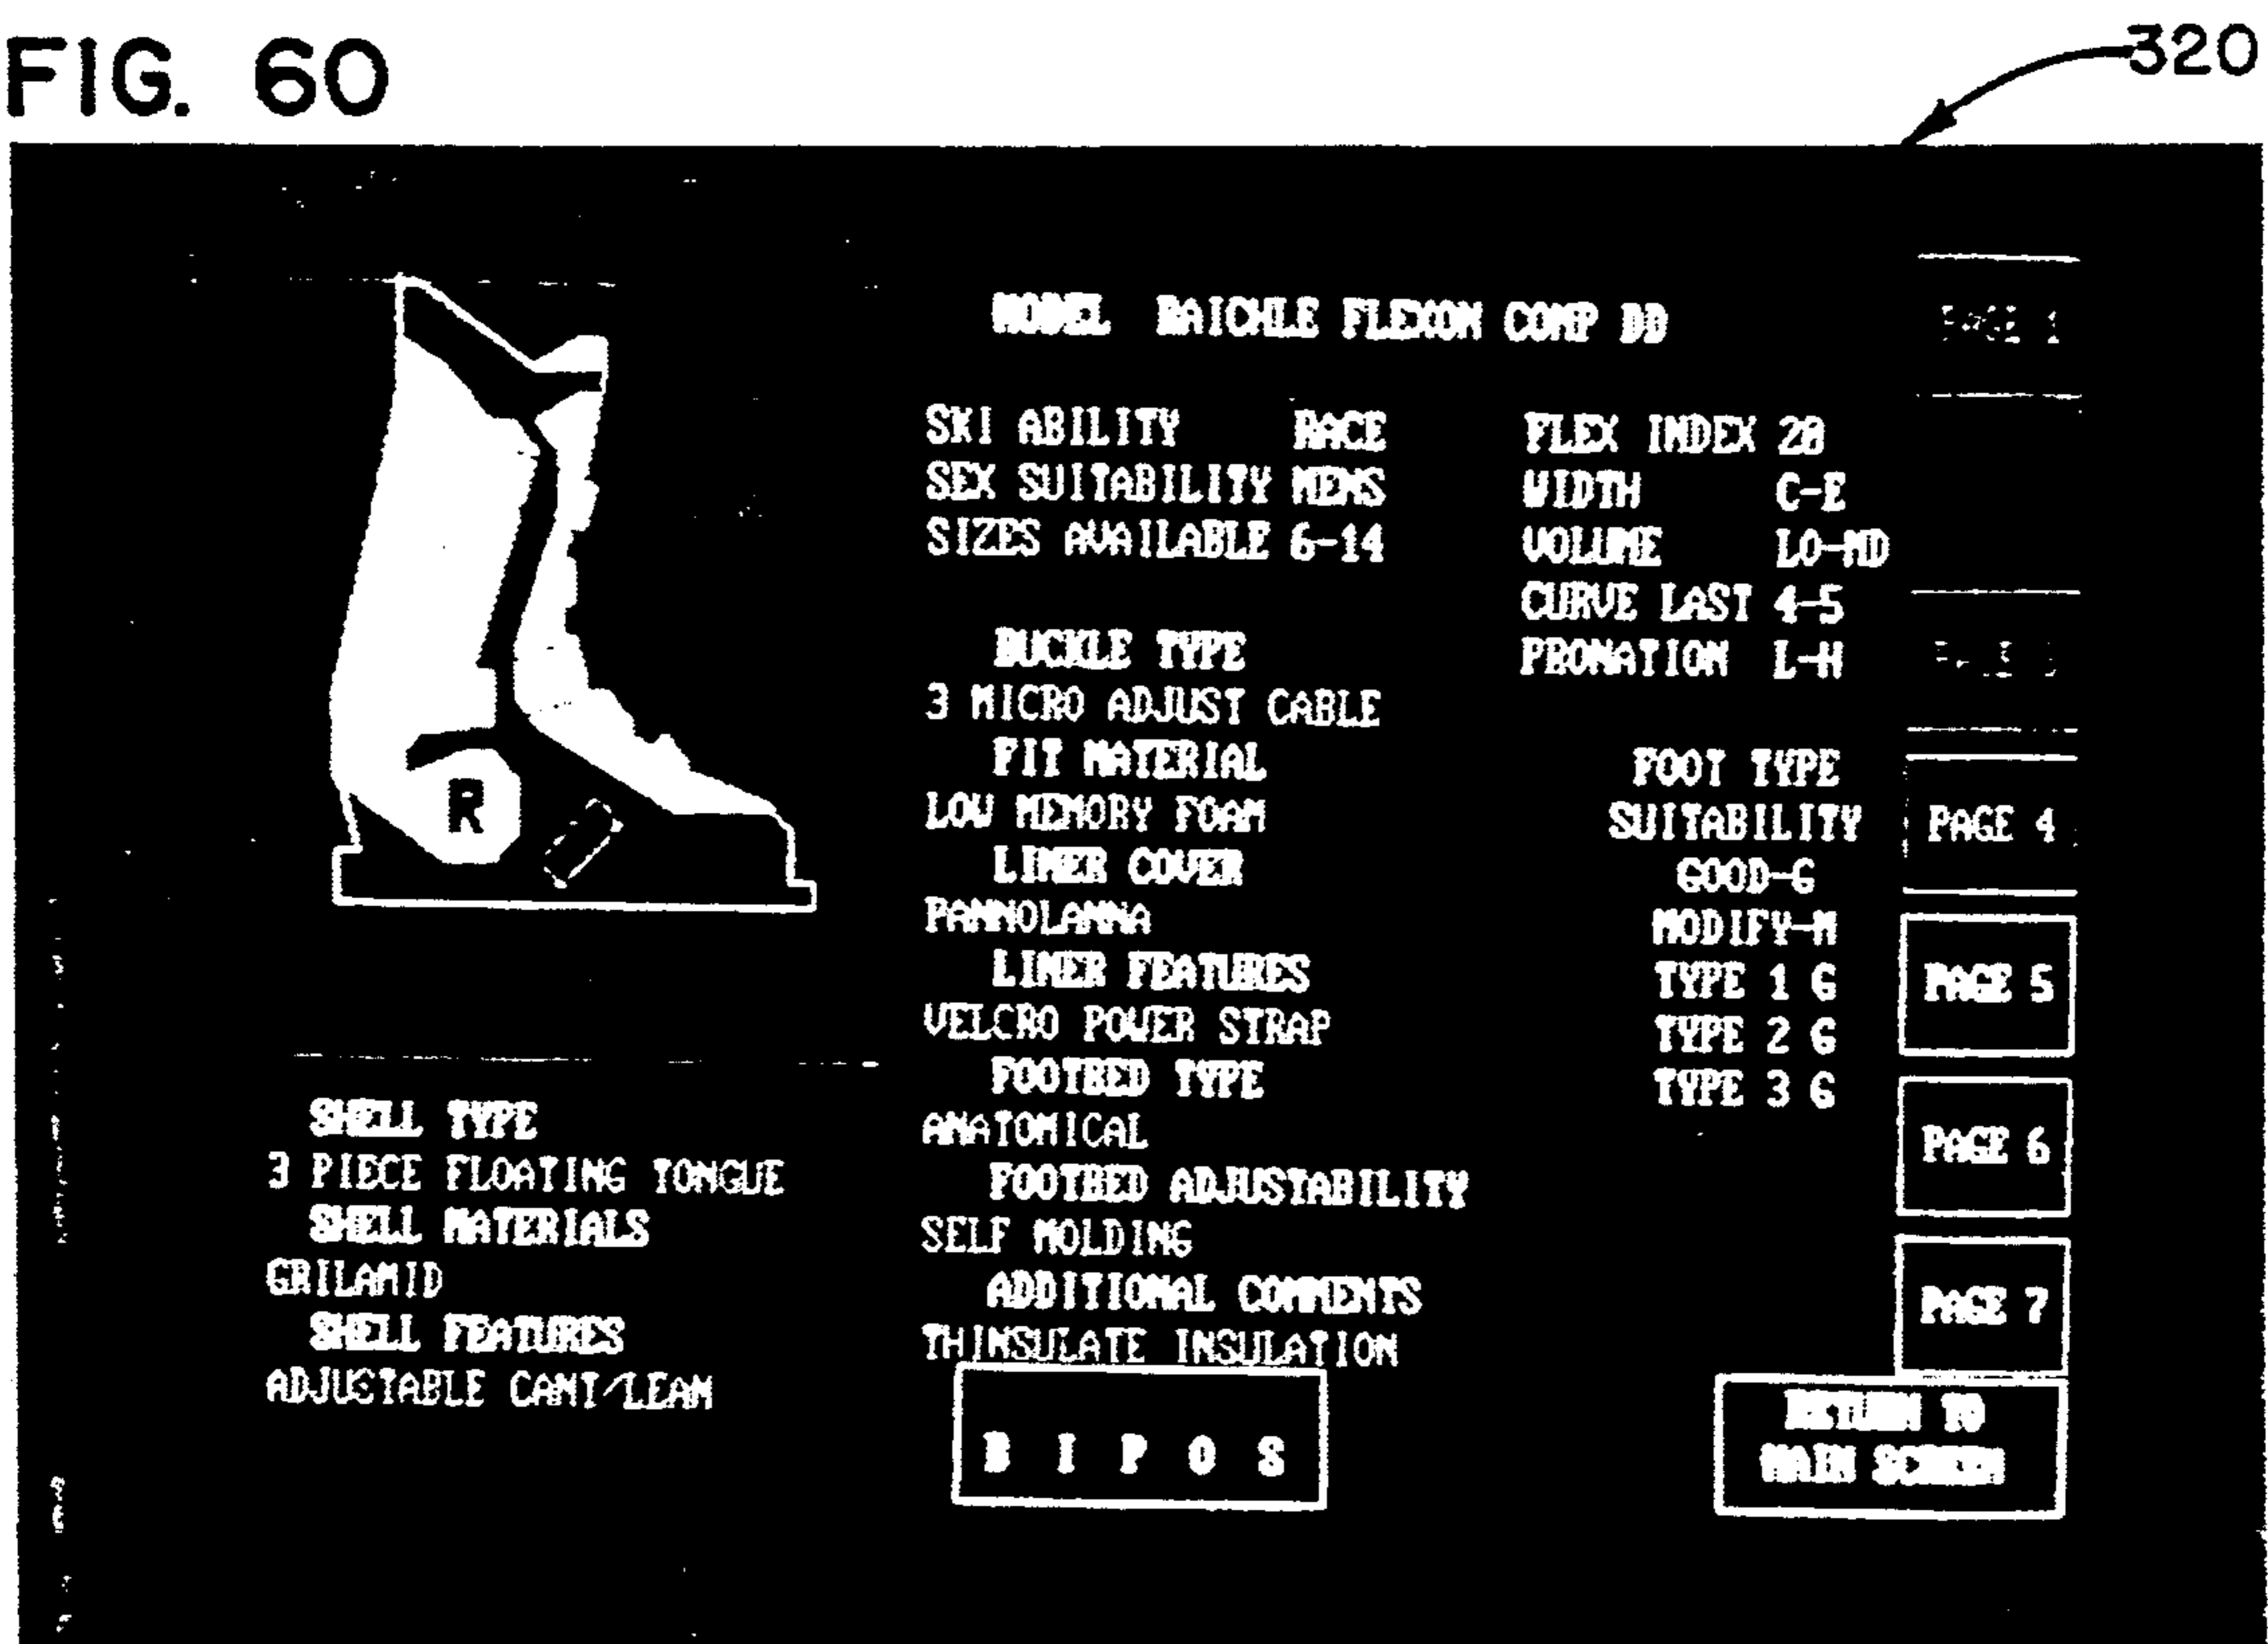 FIG. 60
320
MODEL RAICHLE FLEXON COMP DD
PAGE 1
SKI ABILITY RACE
SEX SUITABILITY MENS
SIZES AVAILABLE 6-14
FLEX INDEX 28
WIDTH C-E
VOLUME LO-MD
CURVE LAST 4-5
PRONATION L-H
BUCKLE TYPE
3 MICRO ADJUST CABLE
FIT MATERIAL
LOW MEMORY FOAM
LINER COVER
PANNOLANNA
LINER FEATURES
VELCRO POWER STRAP
FOOTBED TYPE
ANATOMICAL
FOOTBED ADJUSTABILITY
SELF MOLDING
ADDITIONAL COMMENTS
THINSULATE INSULATION
FOOT TYPE
SUITABILITY
GOOD-G
MODIFY-M
TYPE 1 G
TYPE 2 G
TYPE 3 G
PAGE 4
PAGE 5
PAGE 6
PAGE 7
R
SHELL TYPE
3 PIECE FLOATING TONGUE
SHELL MATERIALS
GRILAMID
SHELL FEATURES
ADJUSTABLE CANT/LEAN
B I P O S
RETURN TO
MAIN SCREEN